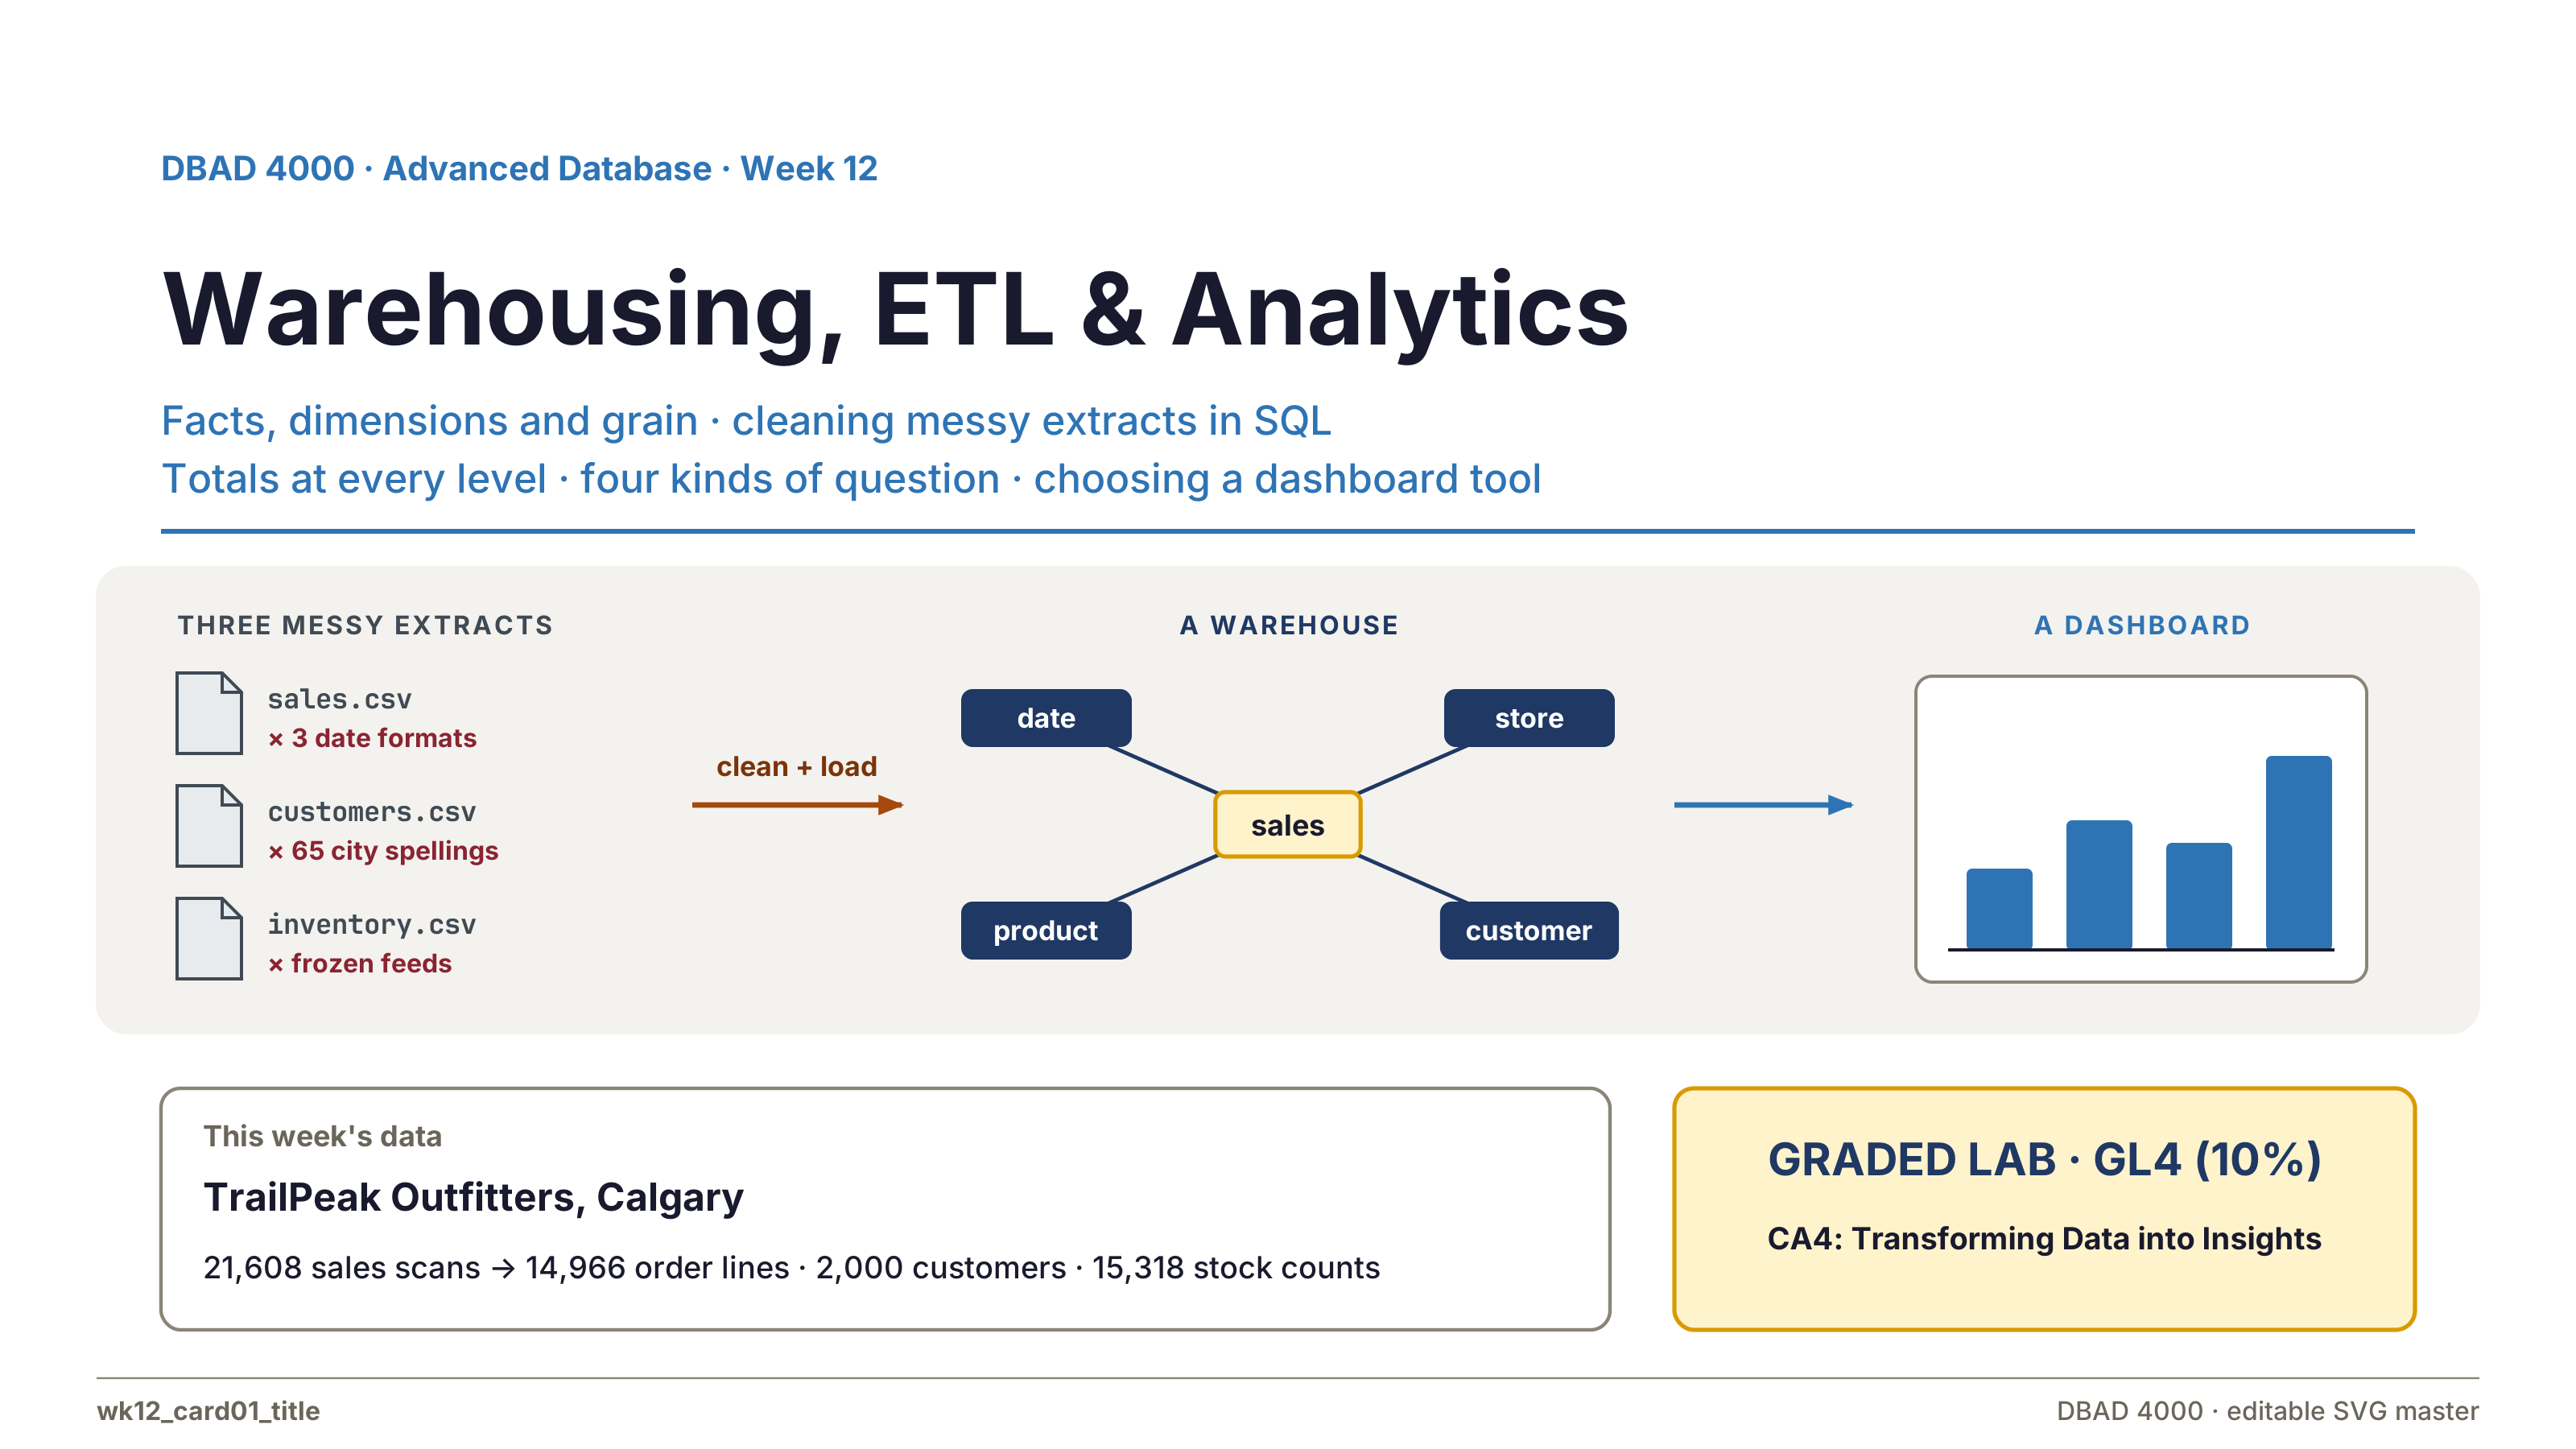 DBAD 4000 · Advanced Database · Week 12
Warehousing, ETL & Analytics
Facts, dimensions and grain · cleaning messy extracts in SQL
Totals at every level · four kinds of question · choosing a dashboard tool
THREE MESSY EXTRACTS
sales.csv
× 3 date formats
customers.csv
× 65 city spellings
inventory.csv
× frozen feeds
clean + load
A WAREHOUSE
date
store
sales
product
customer
A DASHBOARD
This week's data
TrailPeak Outfitters, Calgary
21,608 sales scans → 14,966 order lines · 2,000 customers · 15,318 stock counts
GRADED LAB · GL4 (10%)
CA4: Transforming Data into Insights
wk12_card01_title
DBAD 4000 · editable SVG master